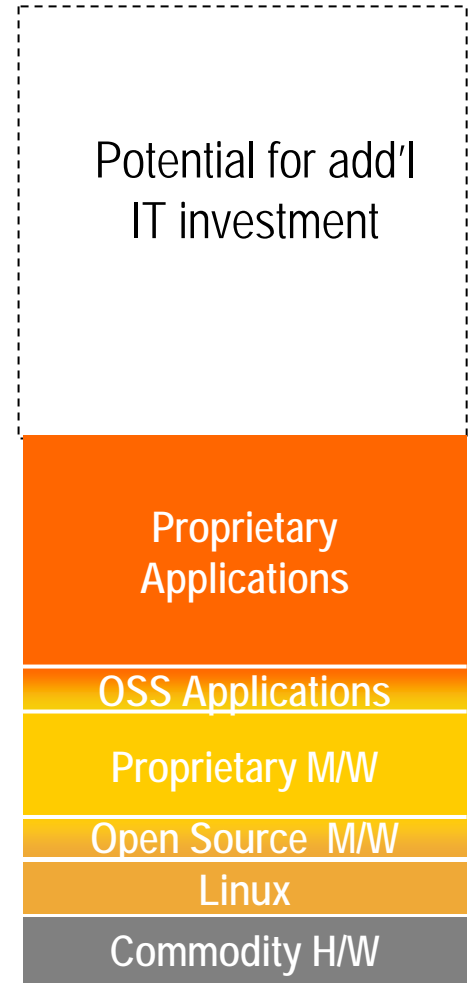 Potential for add'l
IT investment
Proprietary
Applications
OSS Applications
Proprietary M/W
Open Source M/W
Linux
Commodity H/W